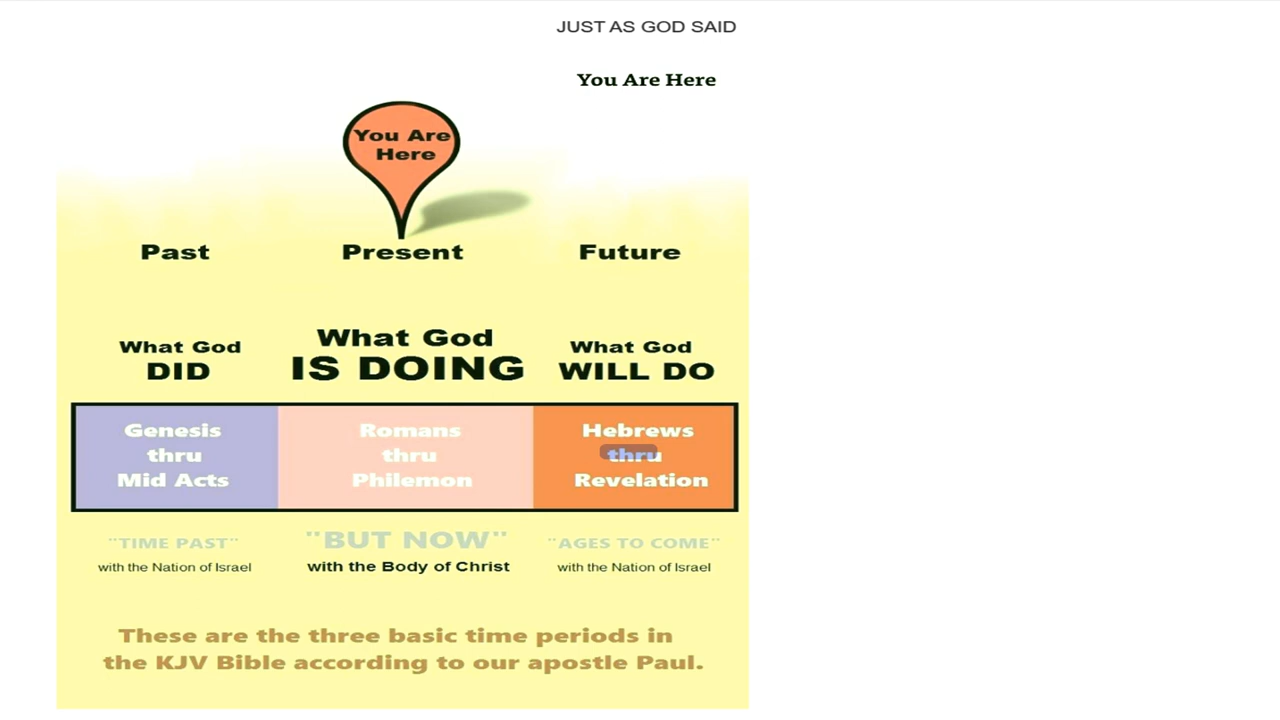 JUST AS GOD SAID
You Are Here
You Are
Here
Past
Present
Future
What God
DID
What God
IS DOING
What God
WILL DO
Genesis
thru
Mid Acts
Romans
thru
Philemon
Hebrews
thru
Revelation
"TIME PAST"
with the Nation of Israel
"BUT NOW"
with the Body of Christ
"AGES TO COME"
with the Nation of Israel
These are the three basic time periods in
the KJV Bible according to our apostle Paul.